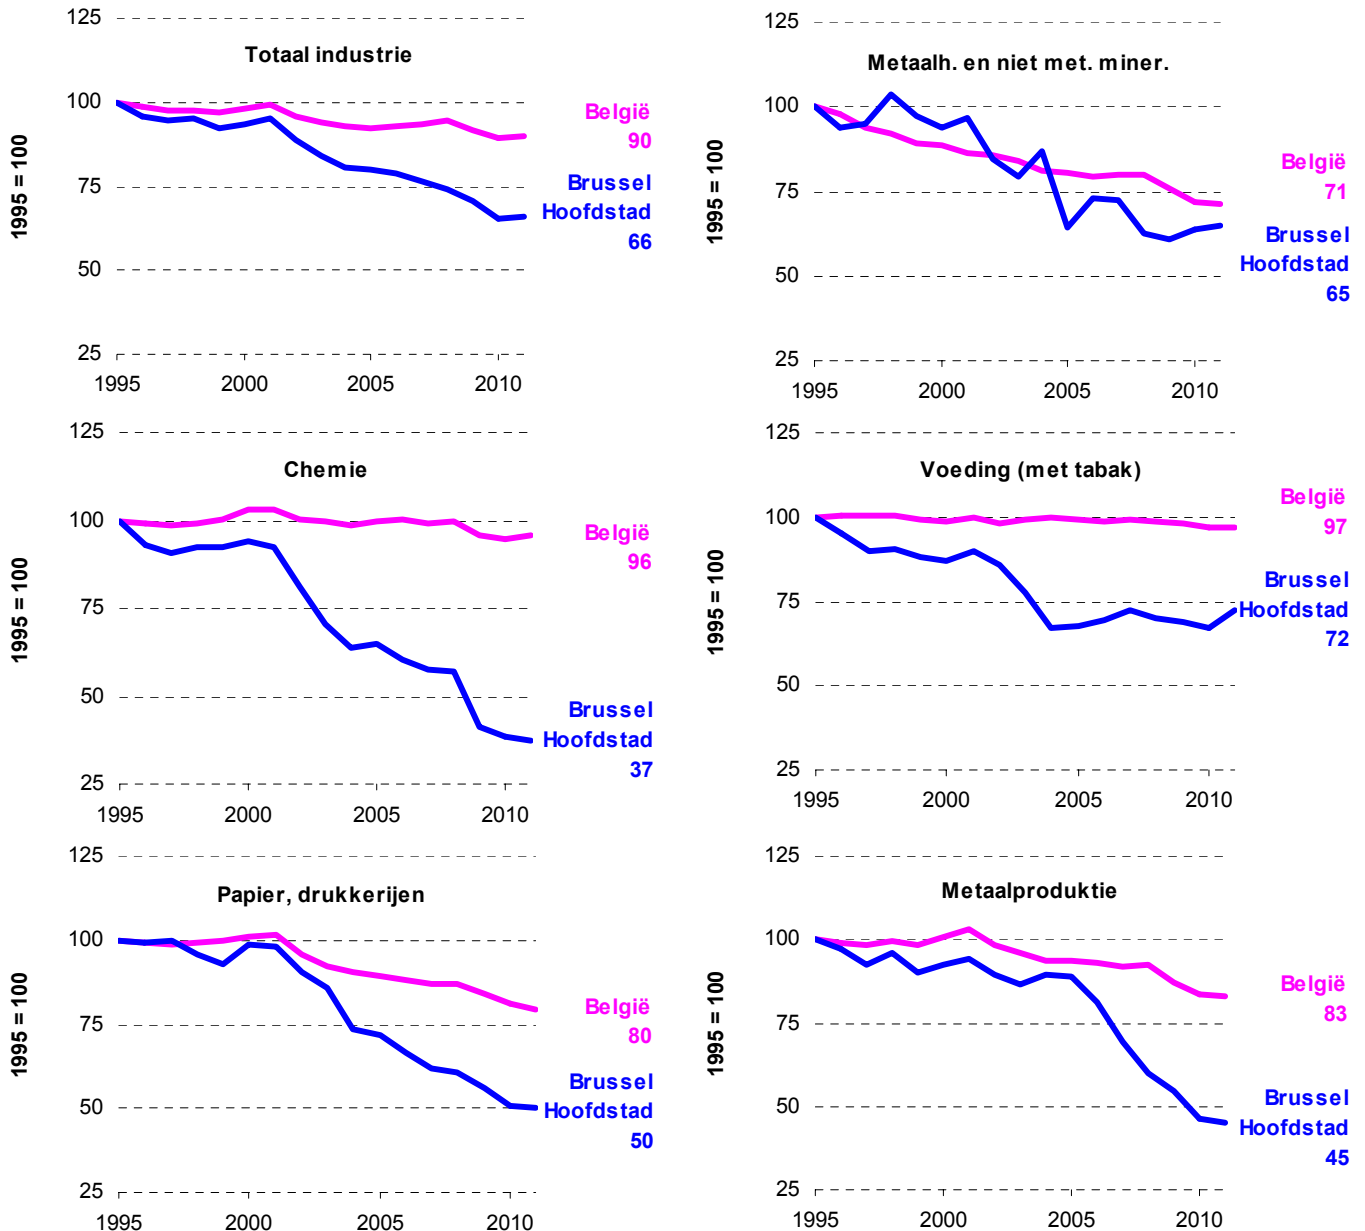 Totaal industrie
1995 = 100
125
100
75
50
25
1995
2000
2005
2010
België
90
Brussel
Hoofdstad
66
Metaalh. en niet met. miner.
1995 = 100
125
100
75
50
25
1995
2000
2005
2010
België
71
Brussel
Hoofdstad
65
Chemie
1995 = 100
125
100
75
50
25
1995
2000
2005
2010
België
96
Brussel
Hoofdstad
37
Voeding (met tabak)
1995 = 100
125
100
75
50
25
1995
2000
2005
2010
België
97
Brussel
Hoofdstad
72
Papier, drukkerijen
1995 = 100
125
100
75
50
25
1995
2000
2005
2010
België
80
Brussel
Hoofdstad
50
Metaalproduktie
1995 = 100
125
100
75
50
25
1995
2000
2005
2010
België
83
Brussel
Hoofdstad
45